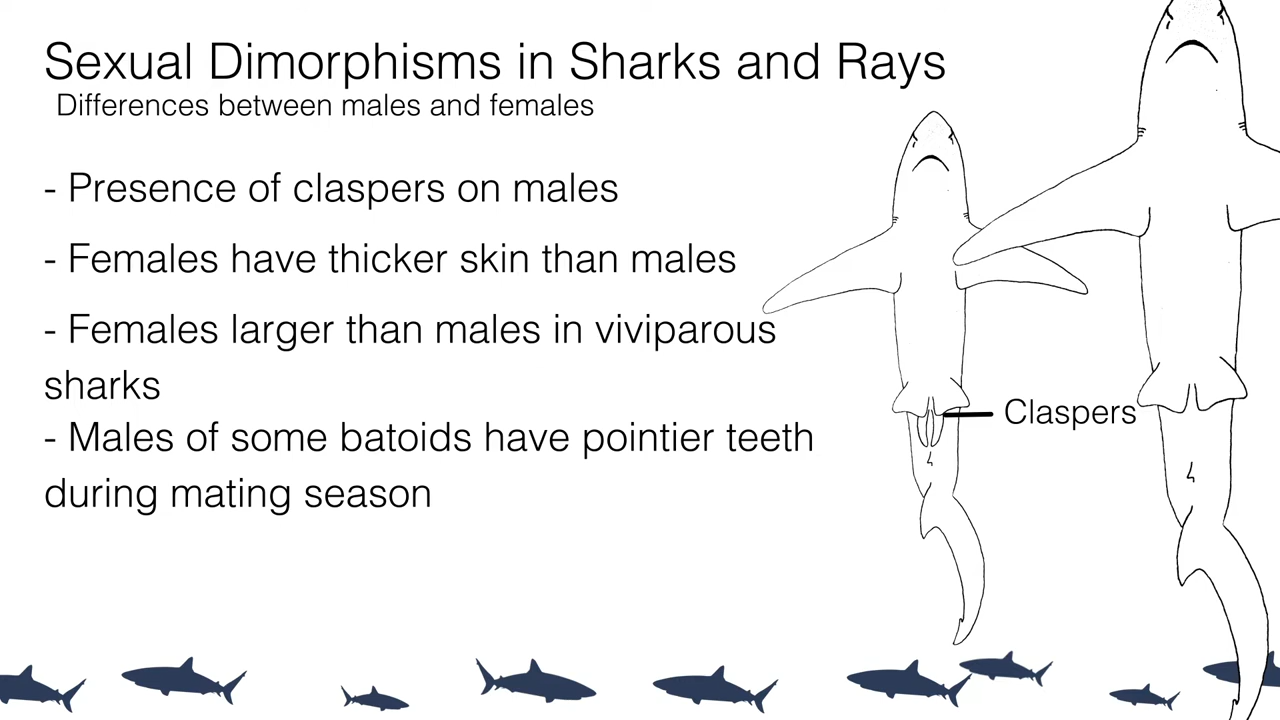 Sexual Dimorphisms in Sharks and Rays
Differences between males and females
- Presence of claspers on males
- Females have thicker skin than males
- Females larger than males in viviparous
sharks
- Males of some batoids have pointier teeth
during mating season
Claspers